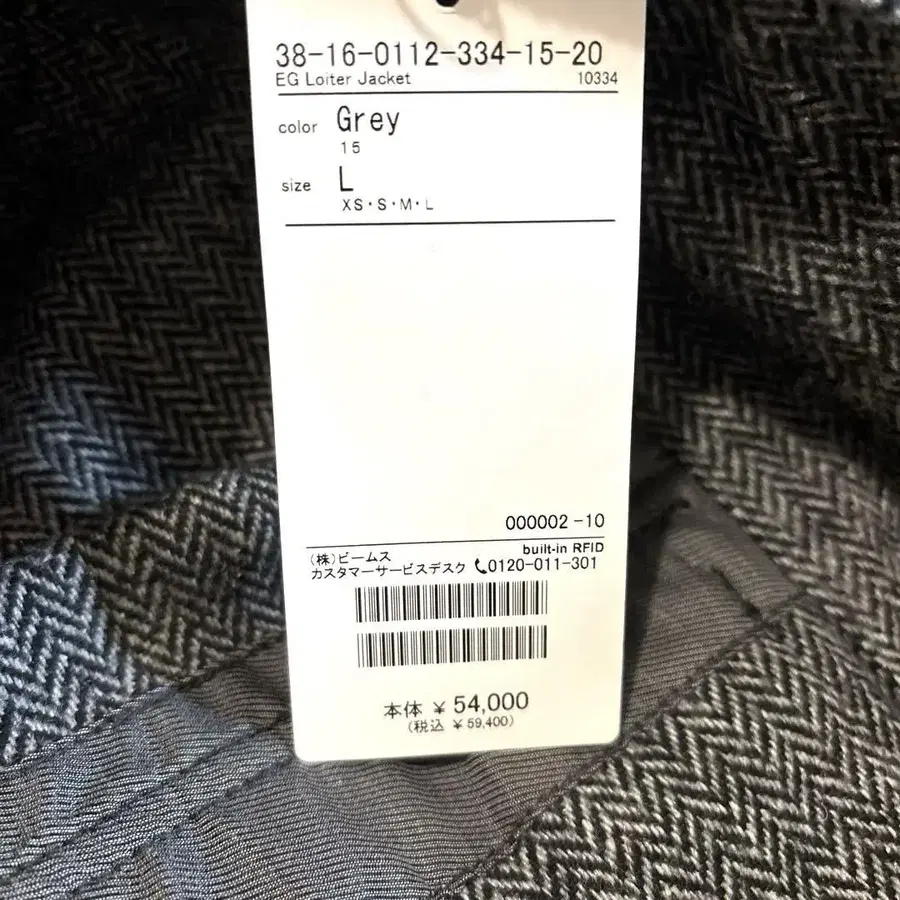 38-16-0112-334-15-20
EG Loiter Jacket 10334
color Grey
15
size L
XS・S・M・L
000002 -10
built-in RFID
(株)ビームス
カスタマーサービスデスク 📞0120-011-301
本体 ¥ 54,000
(税込 ¥ 59,400)